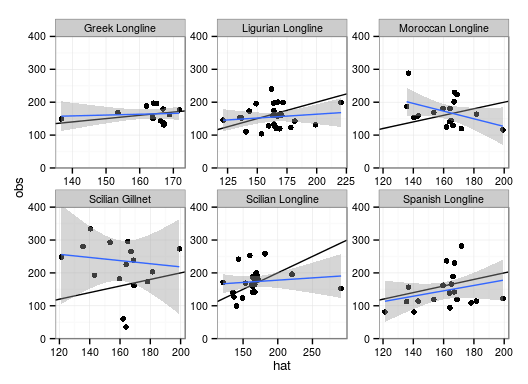 Greek Longline Ligurian Longline Moroccan Longline
400
300
200
100
0
140 150 160 170 125 150 175 200 225 120 140 160 180 200
obs
Scilian Gillnet Scilian Longline Spanish Longline
400
300
200
100
0
120 140 160 180 200 150 200 250 120 140 160 180 200
hat